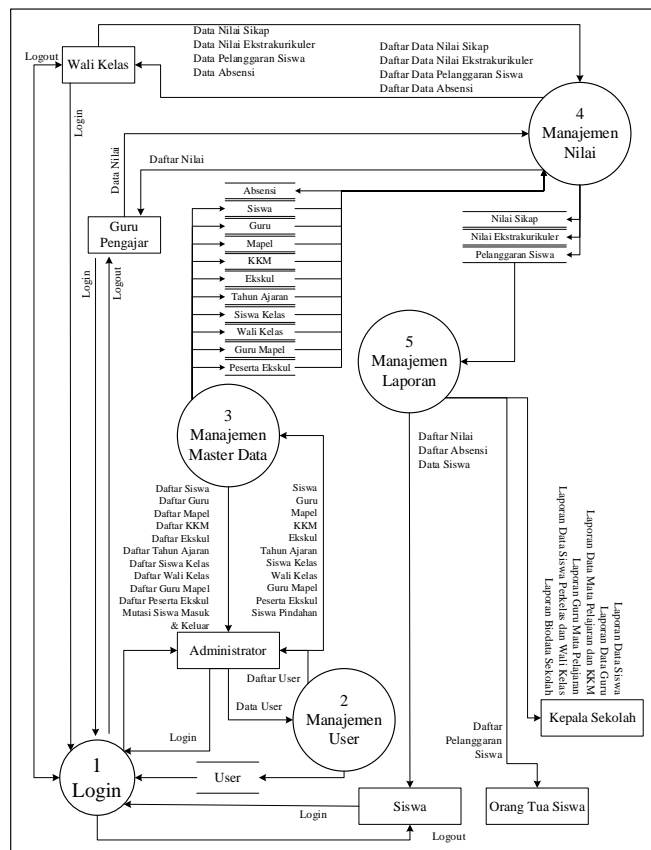 Data Nilai Sikap
Data Nilai Ekstrakurikuler
Data Pelanggaran Siswa
Data Absensi
Logout
Wali Kelas
Daftar Data Nilai Sikap
Daftar Data Nilai Ekstrakurikuler
Daftar Data Pelanggaran Siswa
Daftar Data Absensi
4
Manajemen
Nilai
Login
Data Nilai
Daftar Nilai
Guru
Pengajar
Login
Logout
Absensi
Siswa
Guru
Mapel
KKM
Ekskul
Tahun Ajaran
Siswa Kelas
Wali Kelas
Guru Mapel
Peserta Ekskul
Nilai Sikap
Nilai Ekstrakurikuler
Pelanggaran Siswa
5
Manajemen
Laporan
3
Manajemen
Master Data
Daftar Nilai
Daftar Absensi
Data Siswa
Daftar Siswa
Daftar Guru
Daftar Mapel
Daftar KKM
Daftar Ekskul
Daftar Tahun Ajaran
Daftar Siswa Kelas
Daftar Wali Kelas
Daftar Guru Mapel
Daftar Peserta Ekskul
Mutasi Siswa Masuk
& Keluar
Siswa
Guru
Mapel
KKM
Ekskul
Tahun Ajaran
Siswa Kelas
Wali Kelas
Guru Mapel
Peserta Ekskul
Siswa Pindahan
Laporan Data Siswa
Laporan Data Guru
Laporan Data Mata Pelajaran dan KKM
Laporan Guru Mata Pelajaran
Laporan Data Siswa Perkelas dan Wali Kelas
Laporan Biodata Sekolah
Administrator
Daftar User
Data User
2
Manajemen
User
Kepala Sekolah
Login
Daftar
Pelanggaran
Siswa
1
Login
User
Login
Siswa
Orang Tua Siswa
Logout